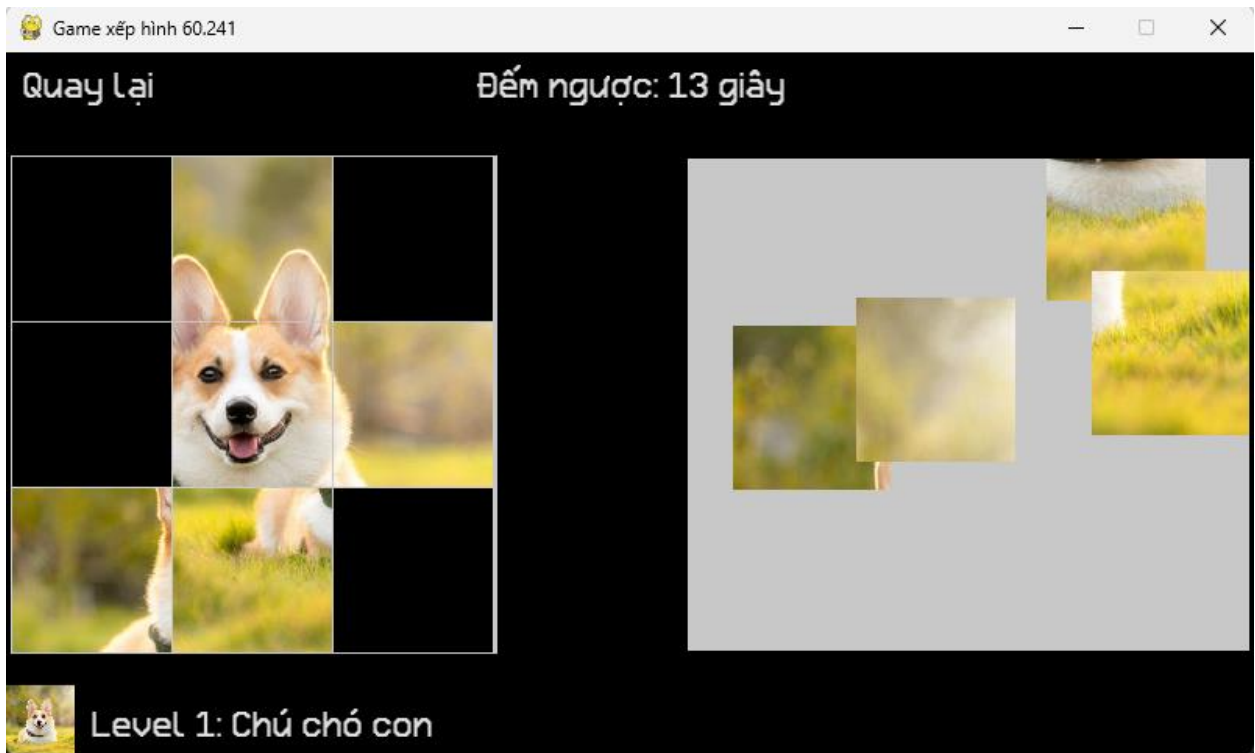 Game xếp hình 60.241
Quay lại
Đếm ngược: 13 giây
Level 1: Chú chó con